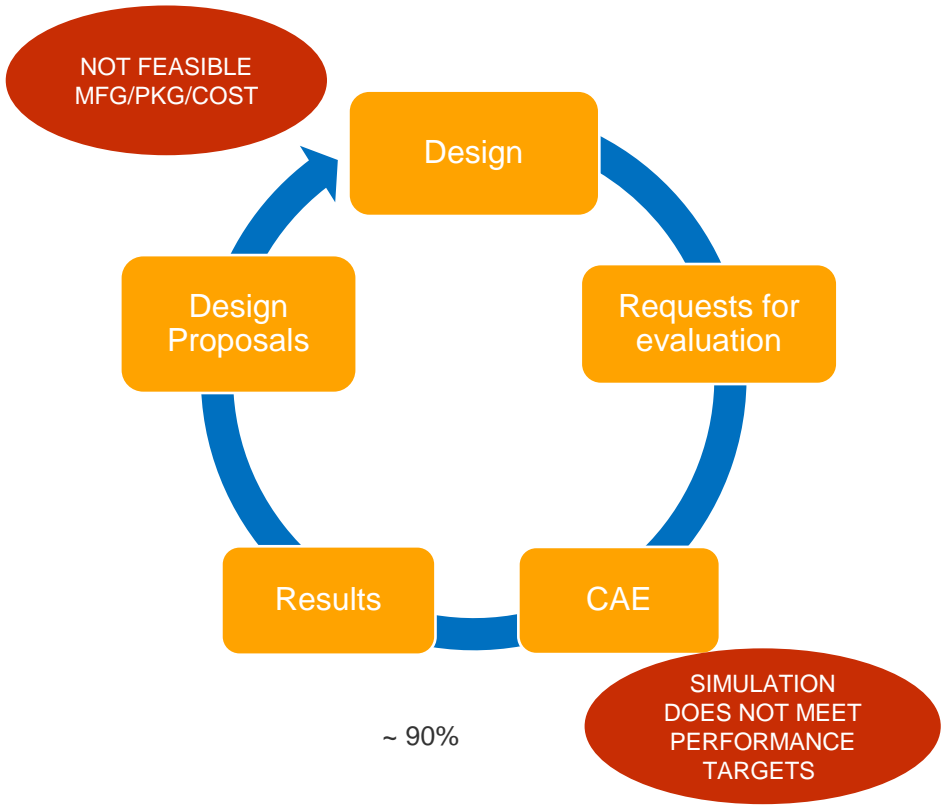 NOT FEASIBLE
MFG/PKG/COST
Design
Requests for
evaluation
Design
Proposals
Results
CAE
SIMULATION
DOES NOT MEET
PERFORMANCE
TARGETS
~ 90%